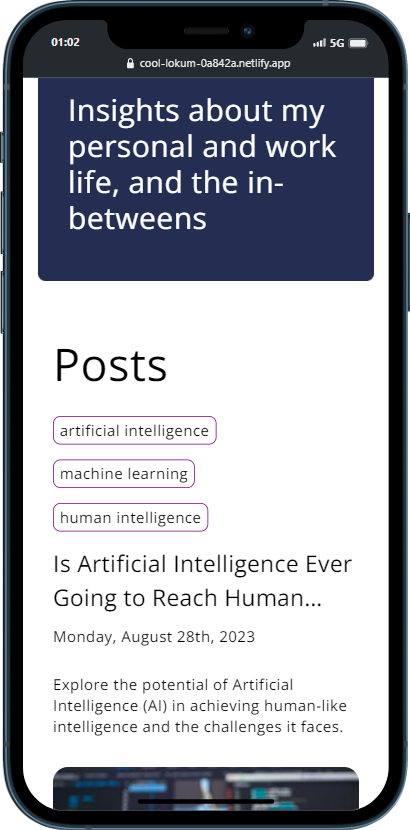 01:02
5G
cool-lokum-0a842a.netlify.app
Insights about my
personal and work
life, and the in-
betweens
Posts
artificial intelligence
machine learning
human intelligence
Is Artificial Intelligence Ever
Going to Reach Human...
Monday, August 28th, 2023
Explore the potential of Artificial
Intelligence (AI) in achieving human-like
intelligence and the challenges it faces.